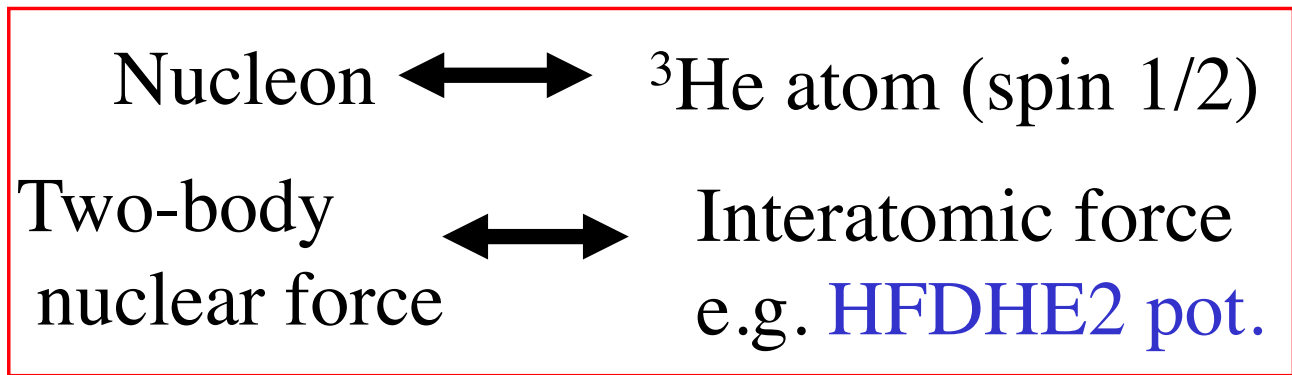 Nucleon ³He atom (spin 1/2)
Two-body Interatomic force
nuclear force e.g. HFDHE2 pot.